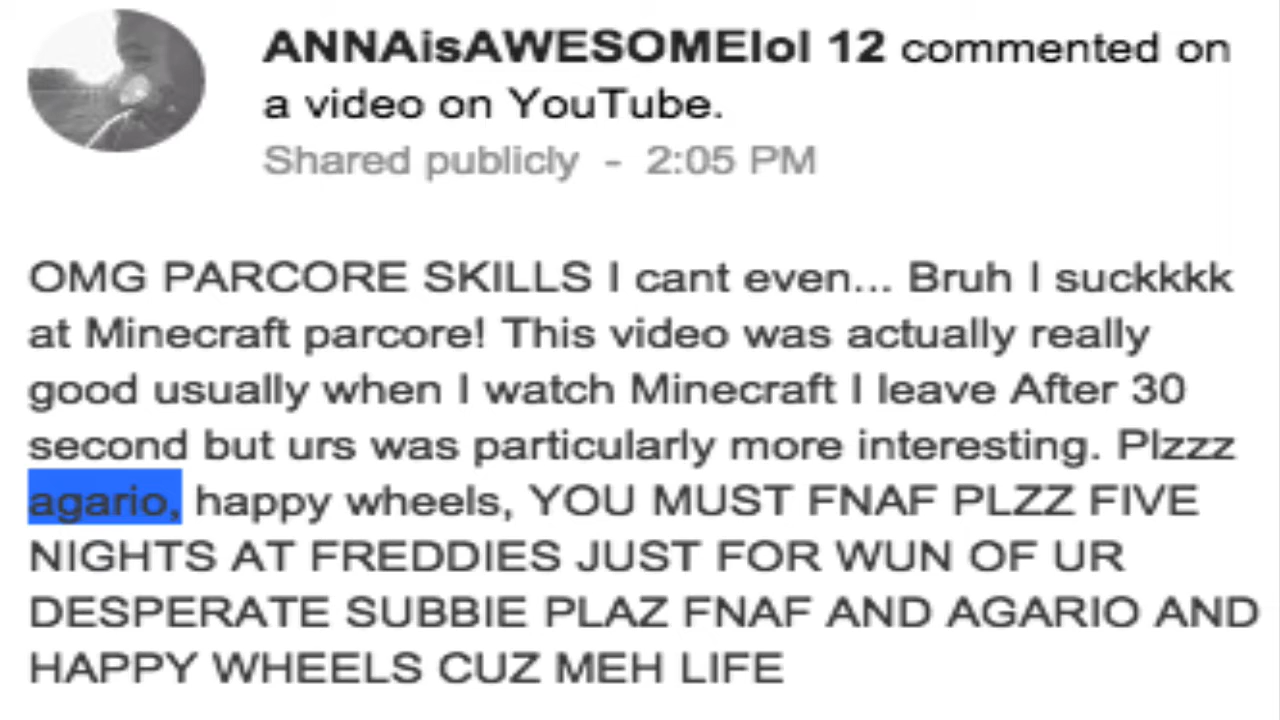 ANNAisAWESOMElol 12 commented on
a video on YouTube.
Shared publicly - 2:05 PM
OMG PARCORE SKILLS I cant even... Bruh I suckkkk
at Minecraft parcore! This video was actually really
good usually when I watch Minecraft I leave After 30
second but urs was particularly more interesting. Plzzz
agario, happy wheels, YOU MUST FNAF PLZZ FIVE
NIGHTS AT FREDDIES JUST FOR WUN OF UR
DESPERATE SUBBIE PLAZ FNAF AND AGARIO AND
HAPPY WHEELS CUZ MEH LIFE